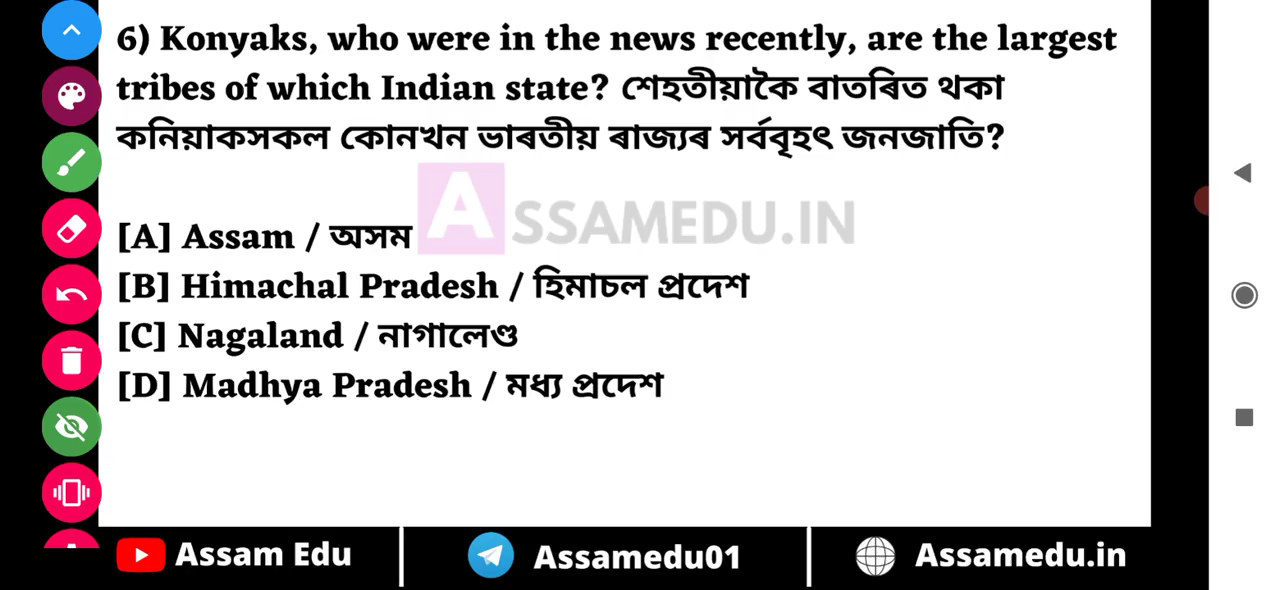 6) Konyaks, who were in the news recently, are the largest
tribes of which Indian state? শেহতীয়াকৈ বাতৰিত থকা
কনিয়াকসকল কোনখন ভাৰতীয় ৰাজ্যৰ সৰ্ববৃহৎ জনজাতি?
ASSAMEDU.IN
[A] Assam / অসম
[B] Himachal Pradesh / হিমাচল প্ৰদেশ
[C] Nagaland / নাগালেণ্ড
[D] Madhya Pradesh / মধ্য প্ৰদেশ
Assam Edu
Assamedu01
Assamedu.in